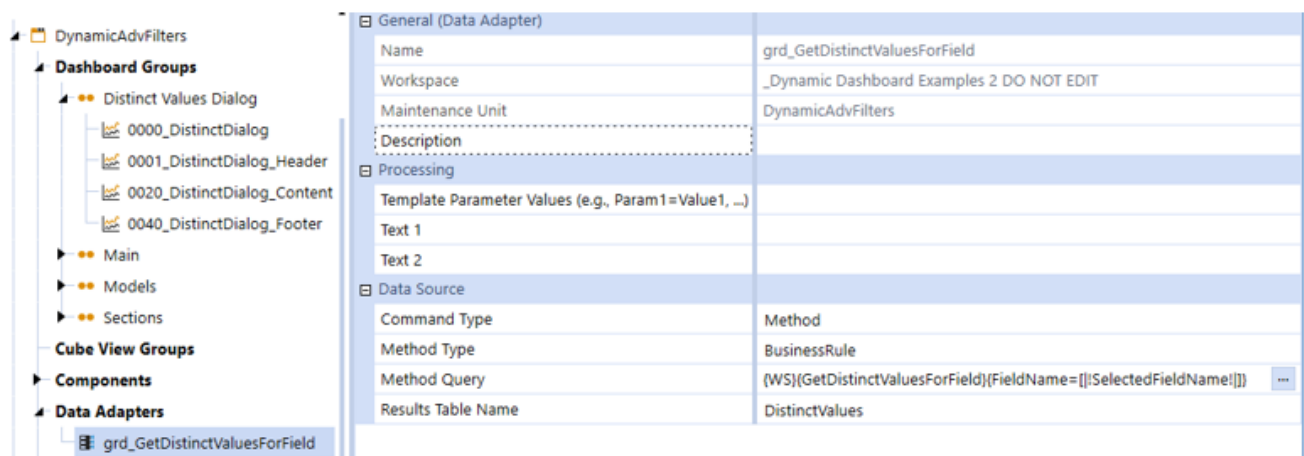 DynamicAdvFilters
Dashboard Groups
Distinct Values Dialog
0000_DistinctDialog
0001_DistinctDialog_Header
0020_DistinctDialog_Content
0040_DistinctDialog_Footer
Main
Models
Sections
Cube View Groups
Components
Data Adapters
grd_GetDistinctValuesForField
General (Data Adapter)
Name grd_GetDistinctValuesForField
Workspace _Dynamic Dashboard Examples 2 DO NOT EDIT
Maintenance Unit DynamicAdvFilters
Description
Processing
Template Parameter Values (e.g., Param1=Value1, ...)
Text 1
Text 2
Data Source
Command Type Method
Method Type BusinessRule
Method Query {WS}{GetDistinctValuesForField}{FieldName=[|!SelectedFieldName!|]} ...
Results Table Name DistinctValues